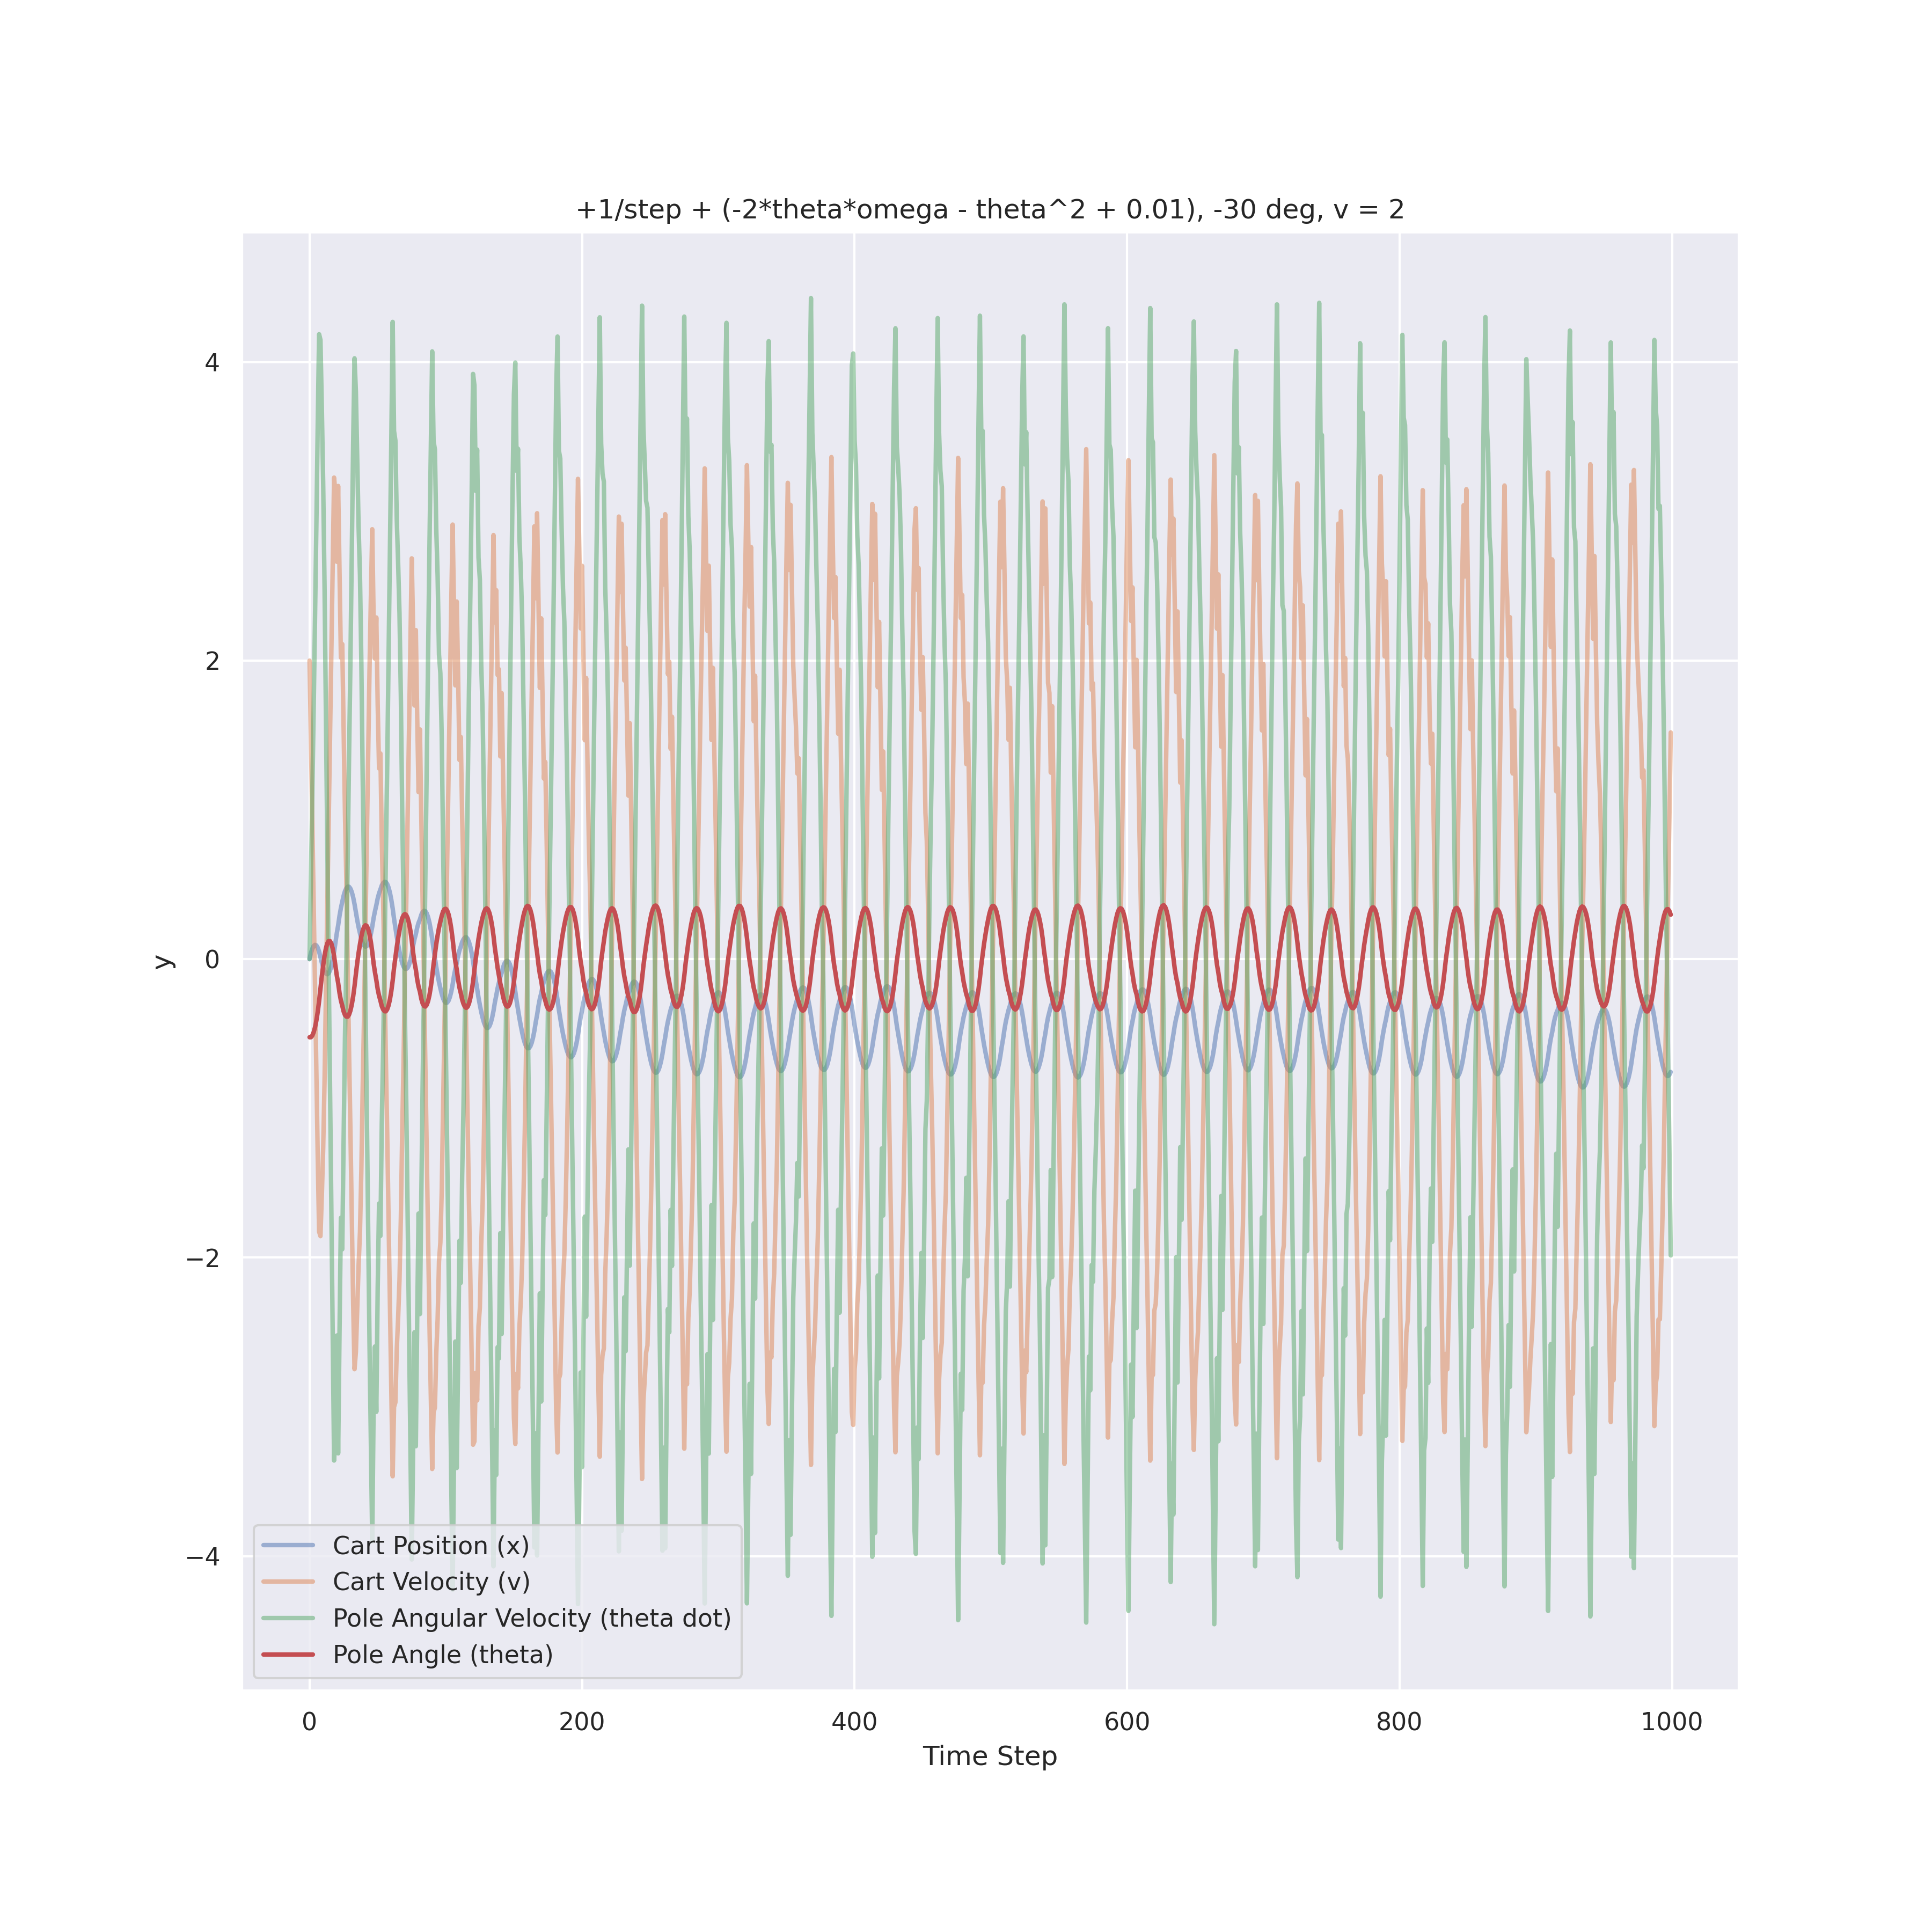 +1/step + (-2*theta*omega - theta^2 + 0.01), -30 deg, v = 2
y
4
2
0
−2
−4
Cart Position (x)
Cart Velocity (v)
Pole Angular Velocity (theta dot)
Pole Angle (theta)
0 200 400 600 800 1000
Time Step